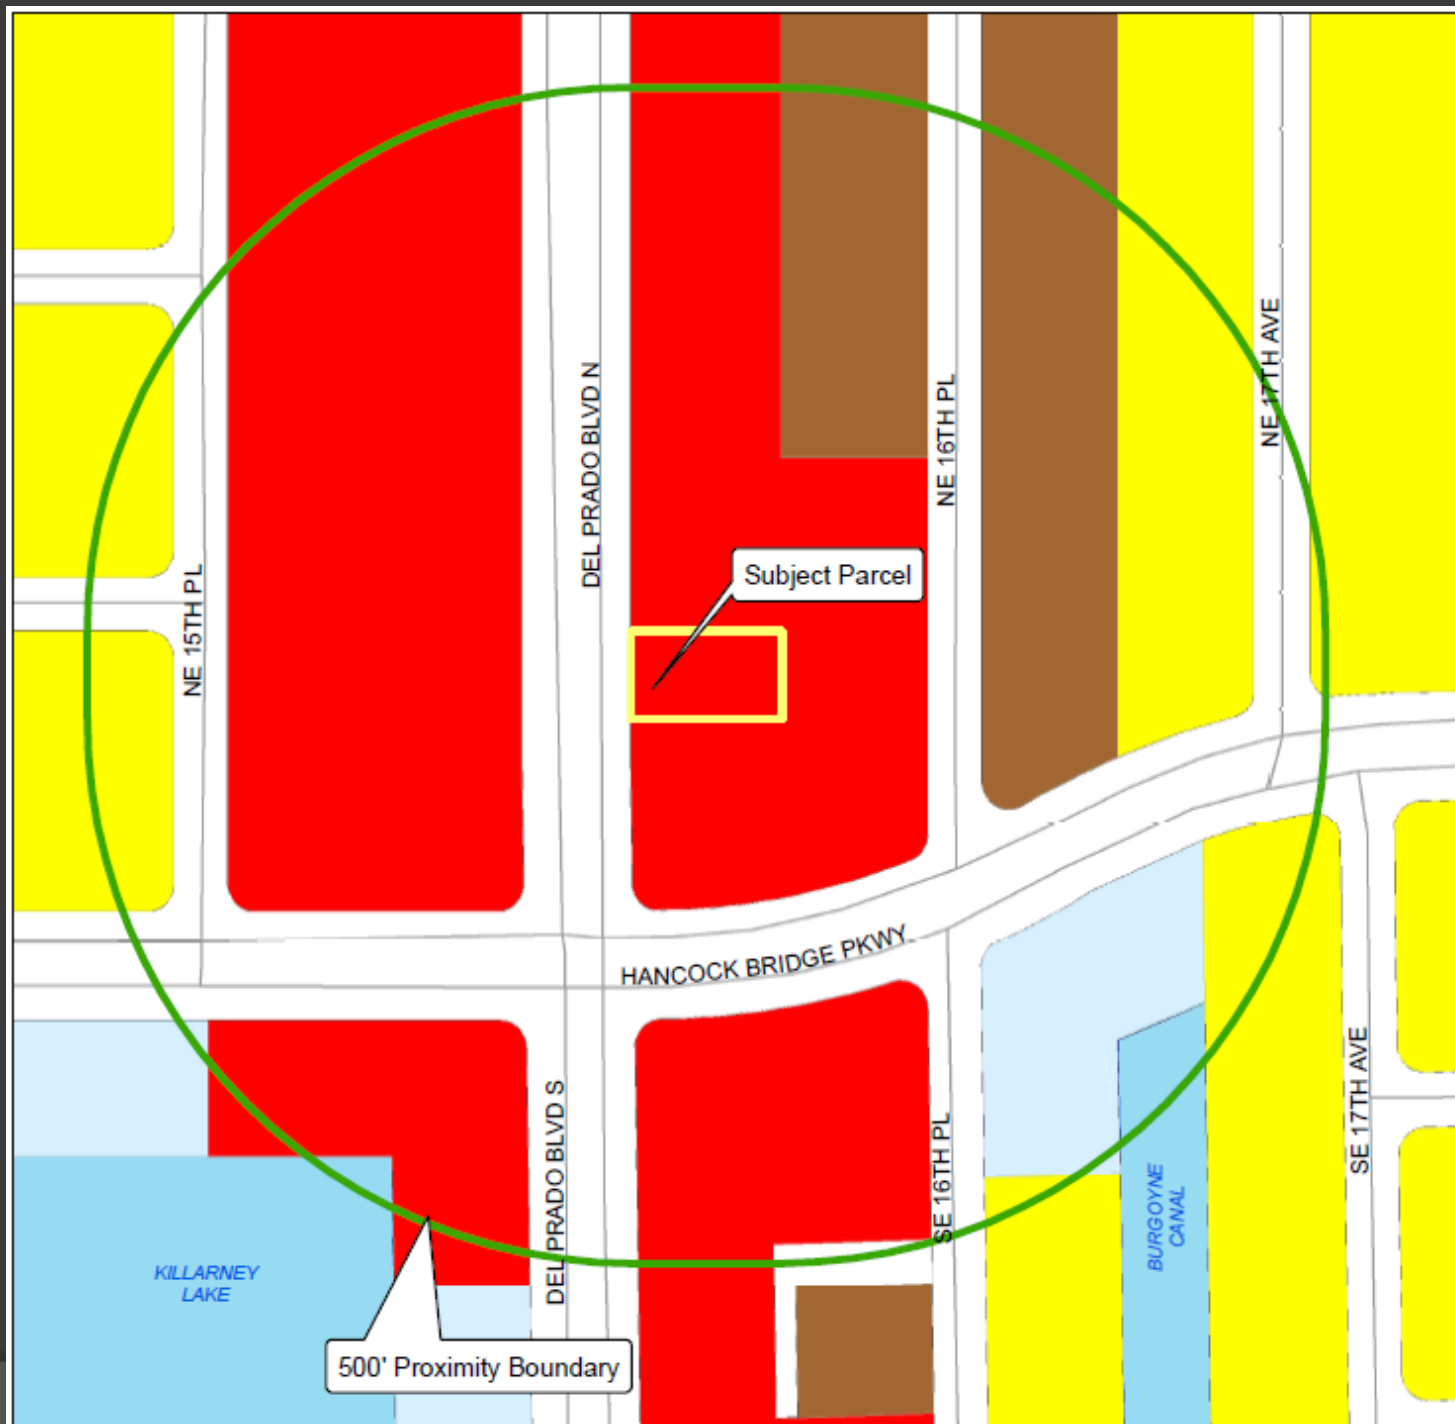 NE 17TH AVE
DEL PRADO BLVD N
NE 16TH PL
Subject Parcel
NE 15TH PL
HANCOCK BRIDGE PKWY
SE 17TH AVE
DEL PRADO BLVD S
SE 16TH PL
BURGOYNE
CANAL
KILLARNEY
LAKE
500' Proximity Boundary